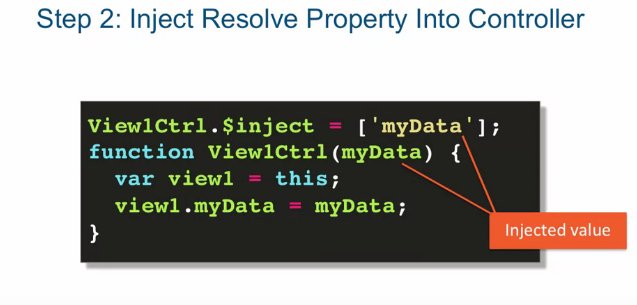 Step 2: Inject Resolve Property Into Controller
View1Ctrl.$inject = ['myData'];
function View1Ctrl(myData) {
  var view1 = this;
  view1.myData = myData;
}
Injected value